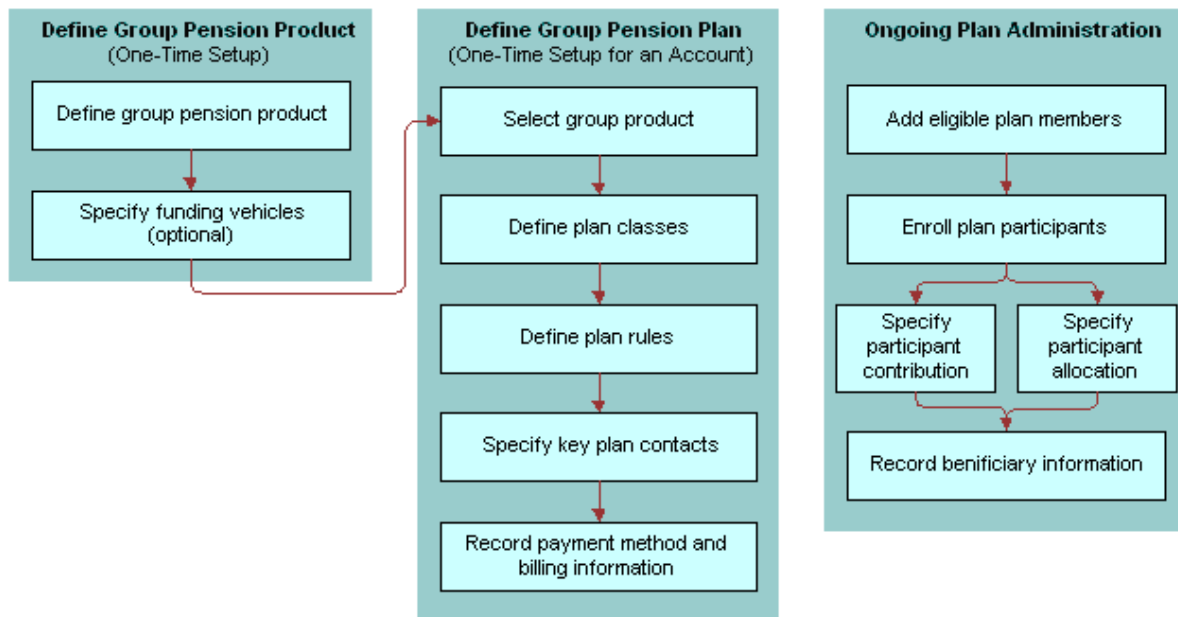 Define Group Pension Product
(One-Time Setup)
Define group pension product
Specify funding vehicles
(optional)
Define Group Pension Plan
(One-Time Setup for an Account)
Select group product
Define plan classes
Define plan rules
Specify key plan contacts
Record payment method and
billing information
Ongoing Plan Administration
Add eligible plan members
Enroll plan participants
Specify
participant
contribution
Specify
participant
allocation
Record benificiary information